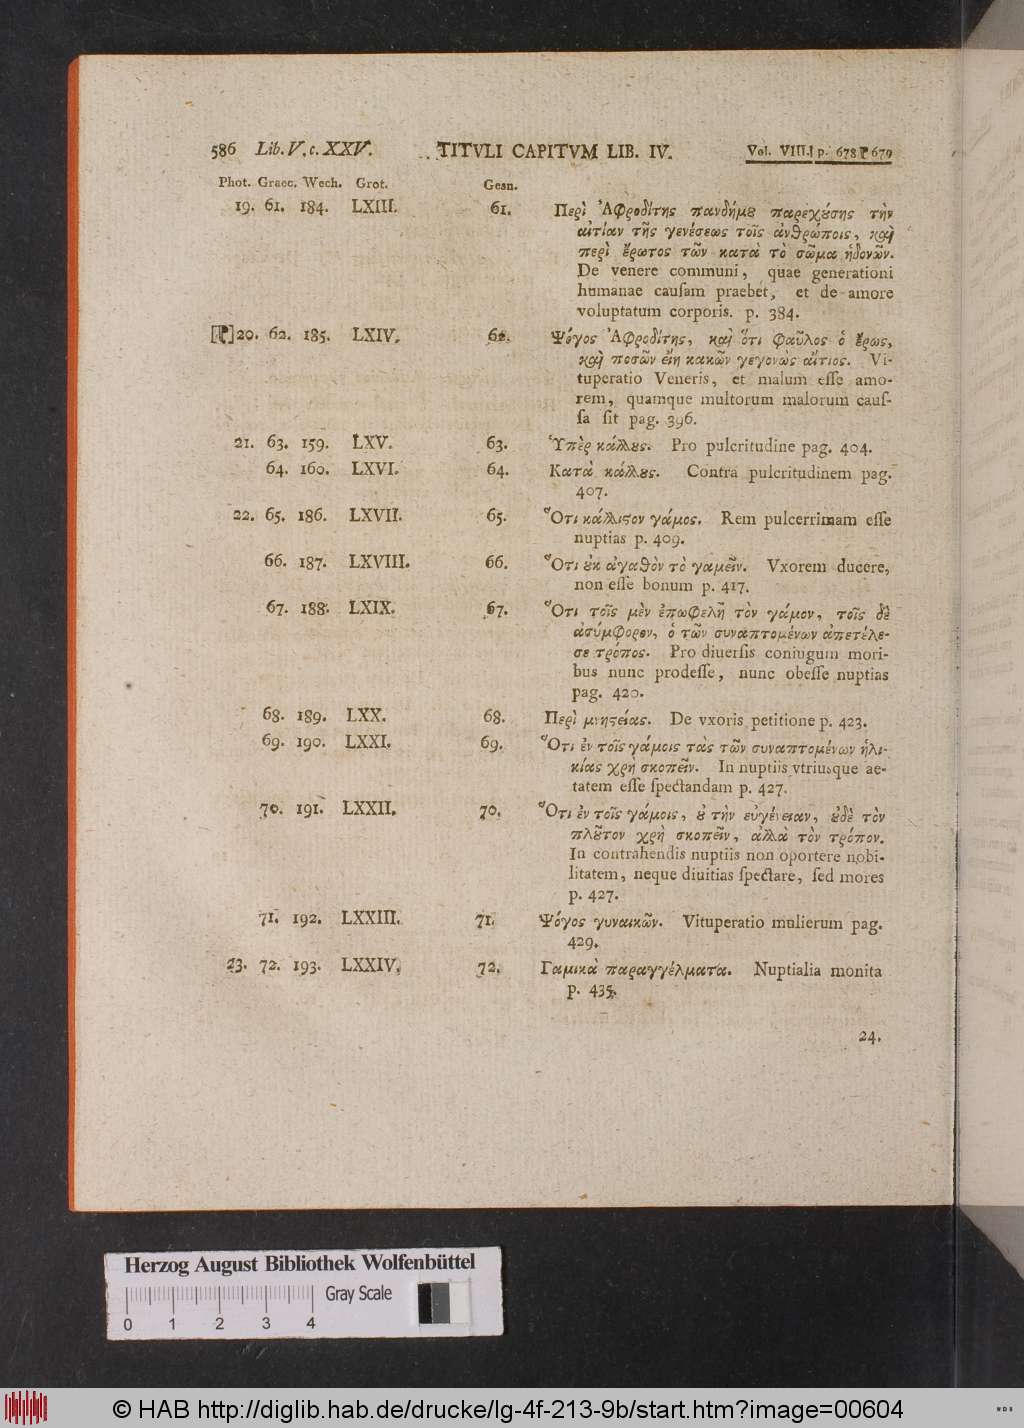 586 Lib. V. c. XXV. TITVLI CAPITVM LIB. IV. Vol. VIII. p. 678 679
Phot. Graec. Wech. Grot. Gesn.
19. 61. 184. LXIII. 61. Περὶ Ἀφροδίτης πανδήμȣ παρεχȣ́σης τὴν
αἰτίαν τῆς γενέσεως τοῖς ἀνθρώποις, καὶ
περὶ ἔρωτος τῶν κατὰ τὸ σῶμα ἡδονῶν.
De venere communi, quae generationi
humanae cauſam praebet, et de amore
voluptatum corporis. p. 384.
20. 62. 185. LXIV. 62. Ψόγος Ἀφροδίτης, καὶ ὅτι φαῦλος ὁ ἔρως,
καὶ ποσῶν εἴη κακῶν γεγονὼς αἴτιος. Vi-
tuperatio Veneris, et malum eſſe amo-
rem, quamque multorum malorum cauſ-
ſa ſit pag. 396.
21. 63. 159. LXV. 63. Ὑπὲρ κάλλȣς. Pro pulcritudine pag. 404.
64. 160. LXVI. 64. Κατὰ κάλλȣς. Contra pulcritudinem pag.
407.
22. 65. 186. LXVII. 65. Ὅτι κάλλιϛον γάμος. Rem pulcerrimam eſſe
nuptias p. 409.
66. 187. LXVIII. 66. Ὅτι ȣ̓κ ἀγαθὸν τὸ γαμεῖν. Vxorem ducere,
non eſſe bonum p. 417.
67. 188. LXIX. 67. Ὅτι τοῖς μὲν ἐπωφελῆ τὸν γάμον, τοῖς δὲ
ἀσύμφορον, ὁ τῶν συναπτομένων ἀπετέλε-
σε τρόπος. Pro diuerſis coniugum mori-
bus nunc prodeſſe, nunc obeſſe nuptias
pag. 420.
68. 189. LXX. 68. Περὶ μνηϛείας. De vxoris petitione p. 423.
69. 190. LXXI. 69. Ὅτι ἐν τοῖς γάμοις τὰς τῶν συναπτομένων ἡλι-
κίας χρὴ σκοπεῖν. In nuptiis vtriusque ae-
tatem eſſe ſpectandam p. 427.
70. 191. LXXII. 70. Ὅτι ἐν τοῖς γάμοις, ȣ̓ τὴν εὐγένειαν, ȣ̓δὲ τὸν
πλȣ͂τον χρὴ σκοπεῖν, ἀλλὰ τὸν τρόπον.
In contrahendis nuptiis non oportere nobi-
litatem, neque diuitias ſpectare, ſed mores
p. 427.
71. 192. LXXIII. 71. Ψόγος γυναικῶν. Vituperatio mulierum pag.
429.
23. 72. 193. LXXIV. 72. Γαμικὰ παραγγέλματα. Nuptialia monita
p. 435.
24.
Herzog August Bibliothek Wolfenbüttel
Gray Scale
0 1 2 3 4
© HAB http://diglib.hab.de/drucke/lg-4f-213-9b/start.htm?image=00604